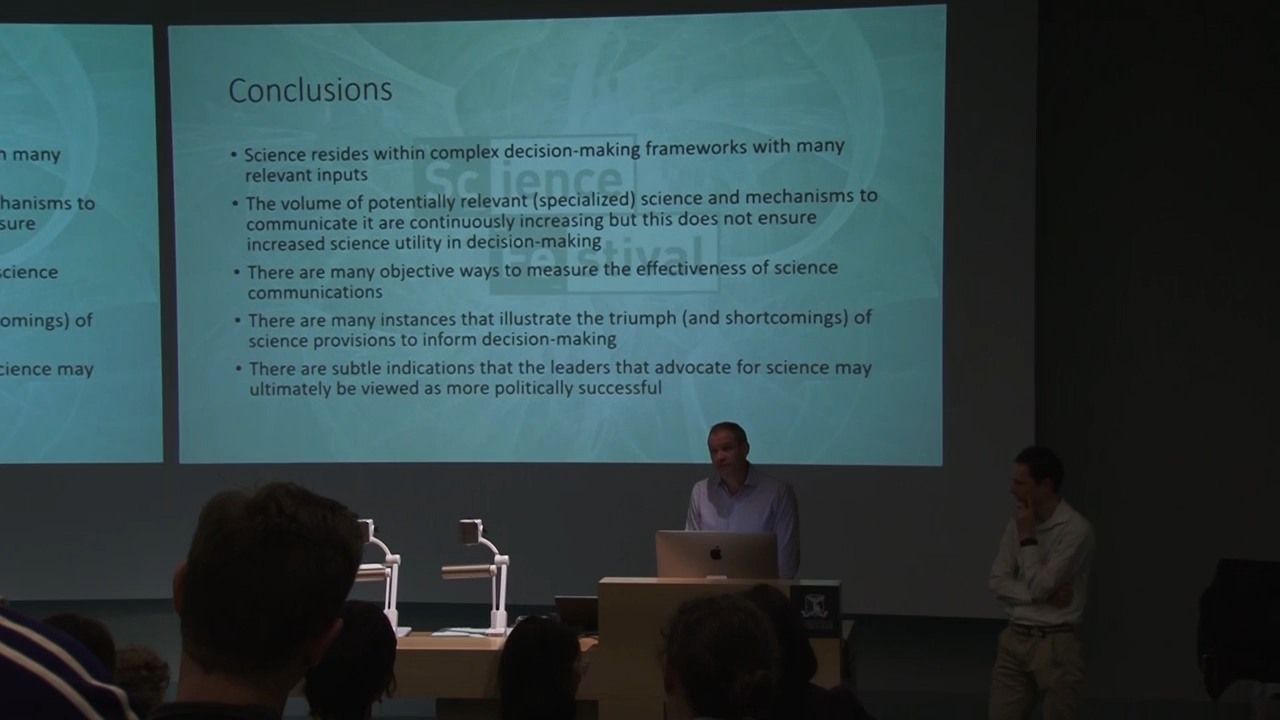 Conclusions
• Science resides within complex decision-making frameworks with many
relevant inputs
• The volume of potentially relevant (specialized) science and mechanisms to
communicate it are continuously increasing but this does not ensure
increased science utility in decision-making
• There are many objective ways to measure the effectiveness of science
communications
• There are many instances that illustrate the triumph (and shortcomings) of
science provisions to inform decision-making
• There are subtle indications that the leaders that advocate for science may
ultimately be viewed as more politically successful
Science
Festival
n many
hanisms to
sure
science
omings) of
cience may